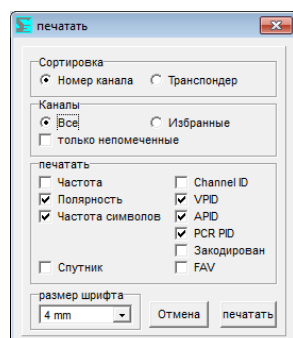 печатать
Сортировка
Номер канала Транспондер
Каналы
Все Избранные
только непомеченные
печатать
Частота Channel ID
Полярность VPID
Частота символов APID
PCR PID
Закодирован
Спутник FAV
размер шрифта
4 mm Отмена печатать